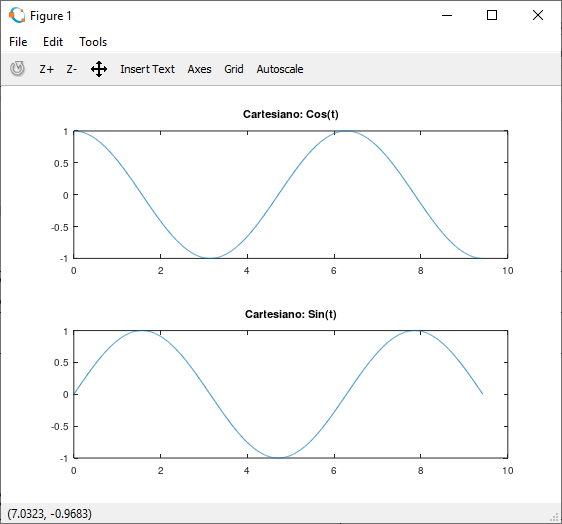 Figure 1
File Edit Tools
Z+ Z- Insert Text Axes Grid Autoscale
Cartesiano: Cos(t)
1
0.5
0
-0.5
-1
0 2 4 6 8 10
Cartesiano: Sin(t)
1
0.5
0
-0.5
-1
0 2 4 6 8 10
(7.0323, -0.9683)